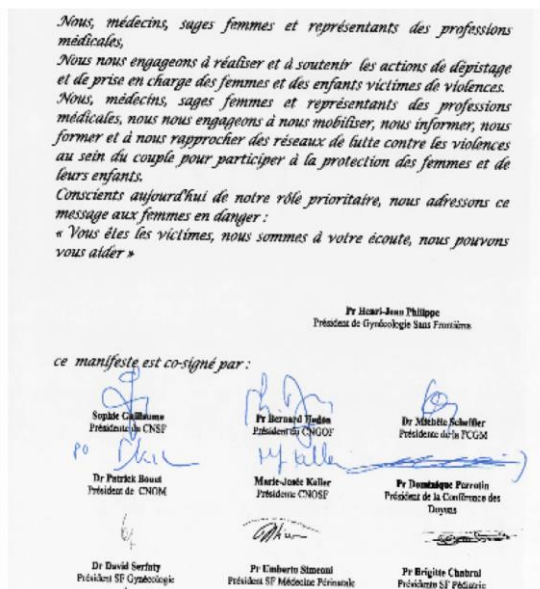 Nous, médecins, sages femmes et représentants des professions
médicales,
Nous nous engageons à réaliser et à soutenir les actions de dépistage
et de prise en charge des femmes et des enfants victimes de violences.
Nous, médecins, sages femmes et représentants des professions
médicales, nous nous engageons à nous mobiliser, nous informer, nous
former et à nous rapprocher des réseaux de lutte contre les violences
au sein du couple pour participer à la protection des femmes et de
leurs enfants.
Conscients aujourd'hui de notre rôle prioritaire, nous adressons ce
message aux femmes en danger :
« Vous êtes les victimes, nous sommes à votre écoute, nous pouvons
vous aider »
Pr Henri-Jean Philippe
Président de Gynécologie Sans Frontières
ce manifeste est co-signé par :
Sophie Guillaume
Présidente du CNSF
Pr Bernard Hédon
Président du CNGOF
Dr Michèle Scheffler
Présidente de la FCGM
PO
Dr Patrick Bouet
Président de CNOM
Marie-Josée Keller
Présidente CNOSF
Pr Dominique Perrotin
Président de la Conférence des
Doyens
Dr David Serfaty
Président SF Gynécologie
Pr Umberto Simeoni
Président SF Médecine Périnatale
Pr Brigitte Chabrol
Présidente SF Pédiatrie